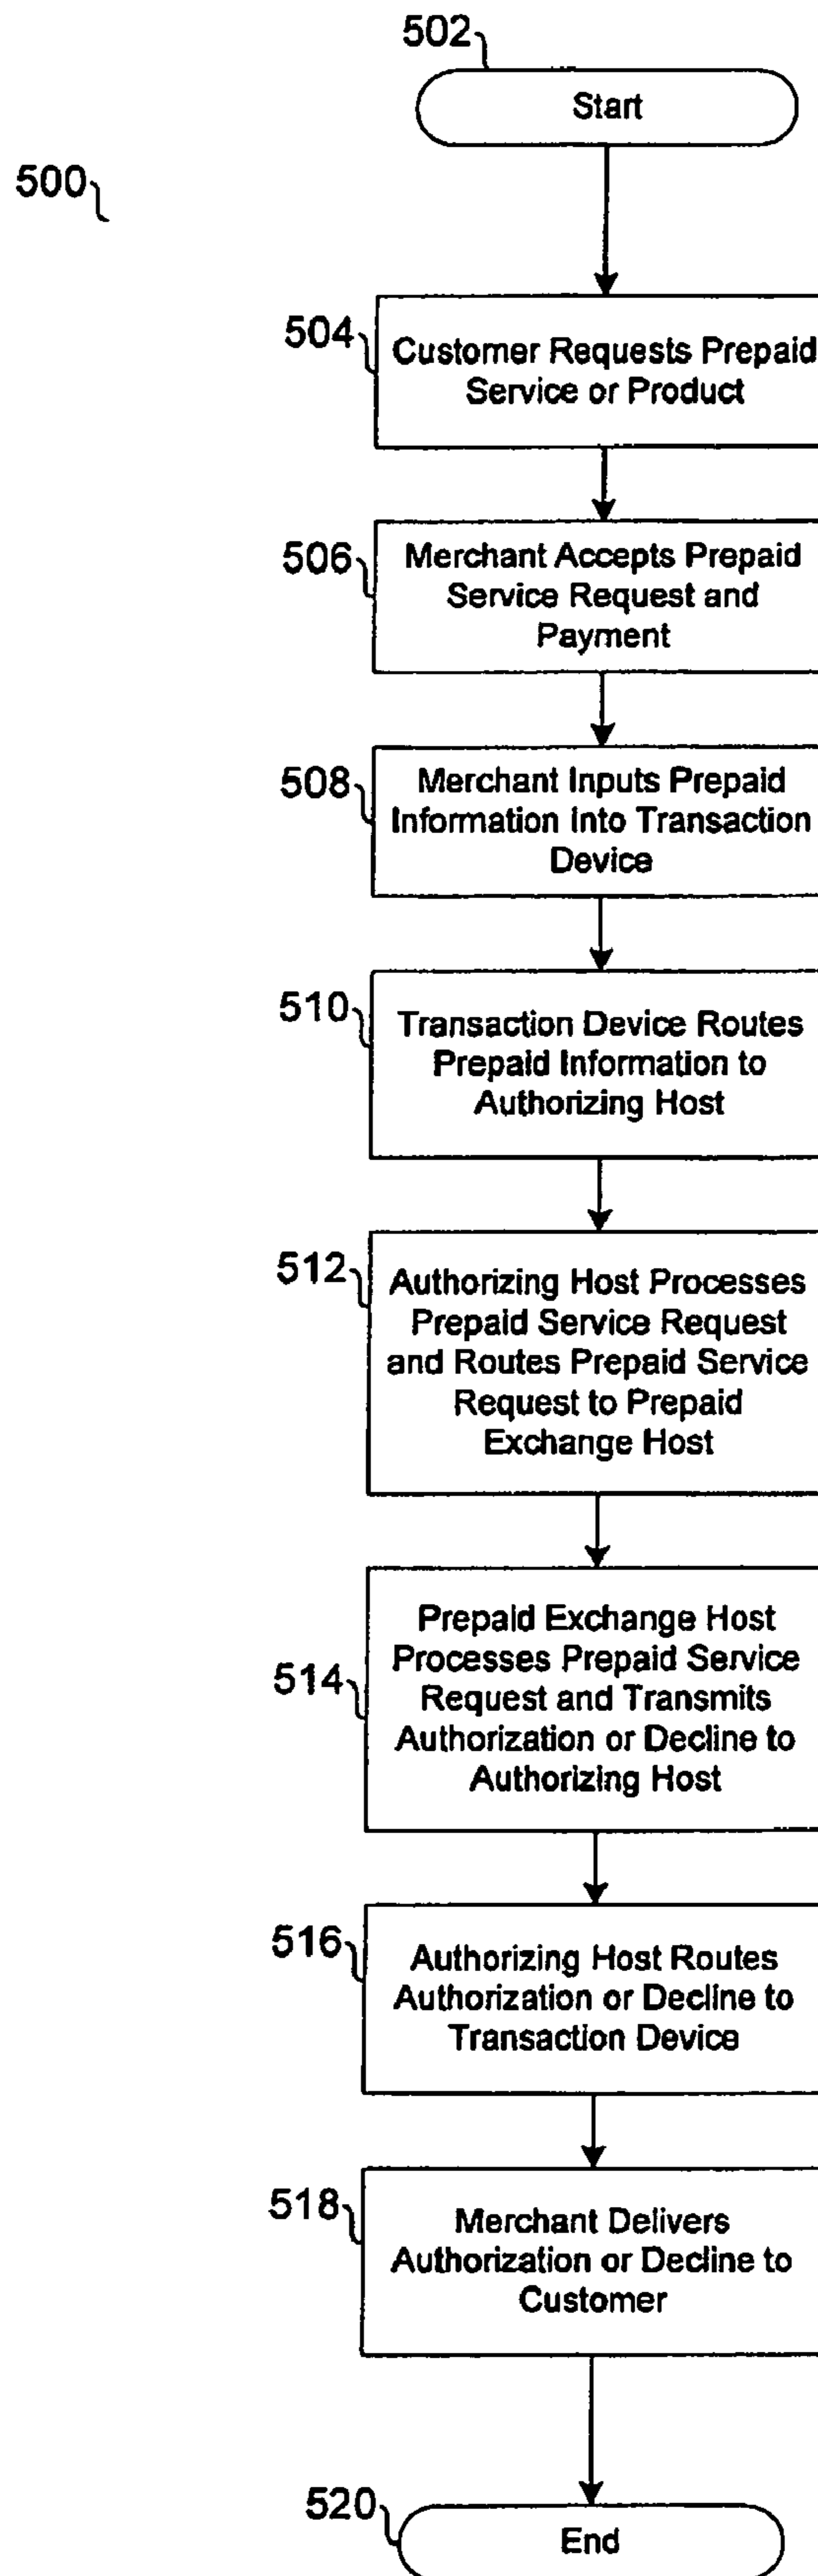 502
Start
500
504
Customer Requests Prepaid
Service or Product
506
Merchant Accepts Prepaid
Service Request and
Payment
508
Merchant Inputs Prepaid
Information Into Transaction
Device
510
Transaction Device Routes
Prepaid Information to
Authorizing Host
512
Authorizing Host Processes
Prepaid Service Request
and Routes Prepaid Service
Request to Prepaid
Exchange Host
514
Prepaid Exchange Host
Processes Prepaid Service
Request and Transmits
Authorization or Decline to
Authorizing Host
516
Authorizing Host Routes
Authorization or Decline to
Transaction Device
518
Merchant Delivers
Authorization or Decline to
Customer
520
End